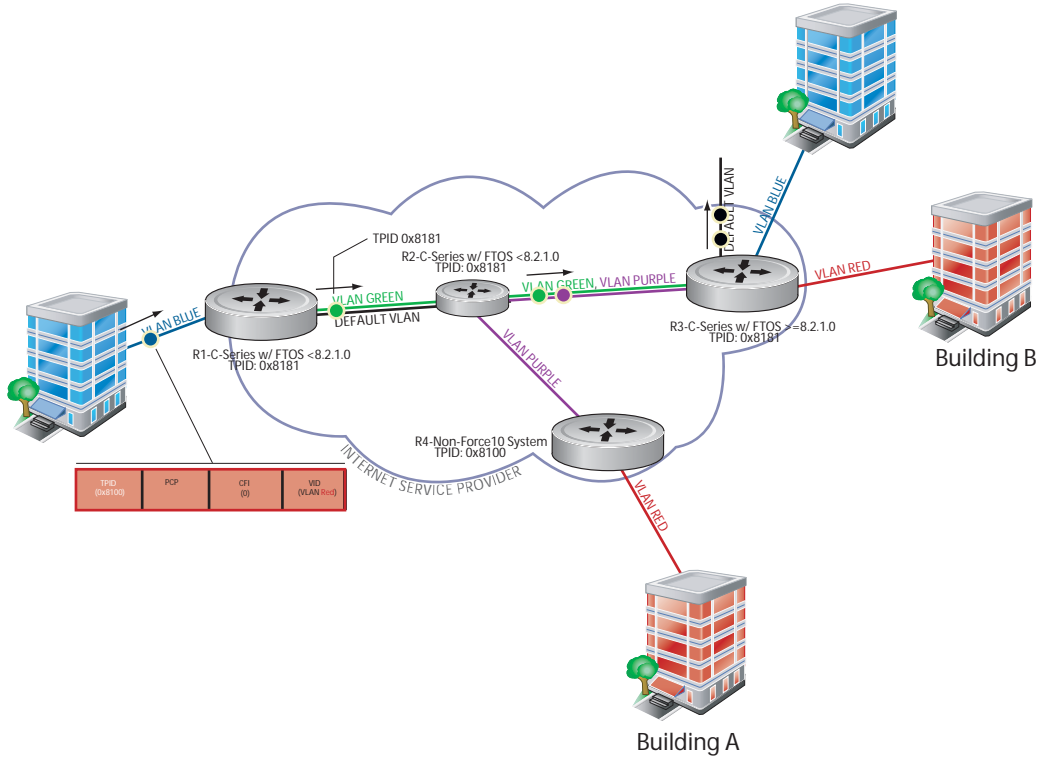 VLAN BLUE
DEFAULT VLAN
TPID 0x8181
R2-C-Series w/ FTOS <8.2.1.0
TPID: 0x8181
VLAN RED
VLAN GREEN, VLAN PURPLE
VLAN GREEN
DEFAULT VLAN
VLAN BLUE
R3-C-Series w/ FTOS >=8.2.1.0
TPID: 0x8181
R1-C-Series w/ FTOS <8.2.1.0
TPID: 0x8181
Building B
VLAN PURPLE
R4-Non-Force10 System
TPID: 0x8100
INTERNET SERVICE PROVIDER
TPID
(0x8100)
PCP
CFI
(0)
VID
(VLAN Red)
VLAN RED
Building A